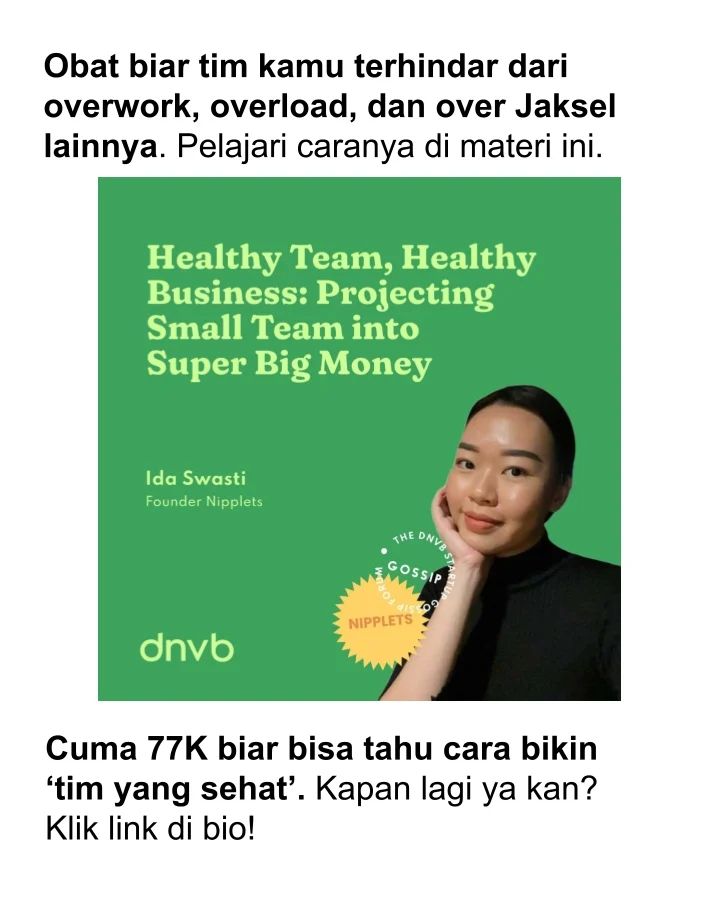 Obat biar tim kamu terhindar dari
overwork, overload, dan over Jaksel
lainnya. Pelajari caranya di materi ini.
Healthy Team, Healthy
Business: Projecting
Small Team into
Super Big Money
Ida Swasti
Founder Nipplets
THE DNVB STARTUP GOSSIP FORUM
GOSSIP
NIPPLETS
dnvb
Cuma 77K biar bisa tahu cara bikin
‘tim yang sehat’. Kapan lagi ya kan?
Klik link di bio!